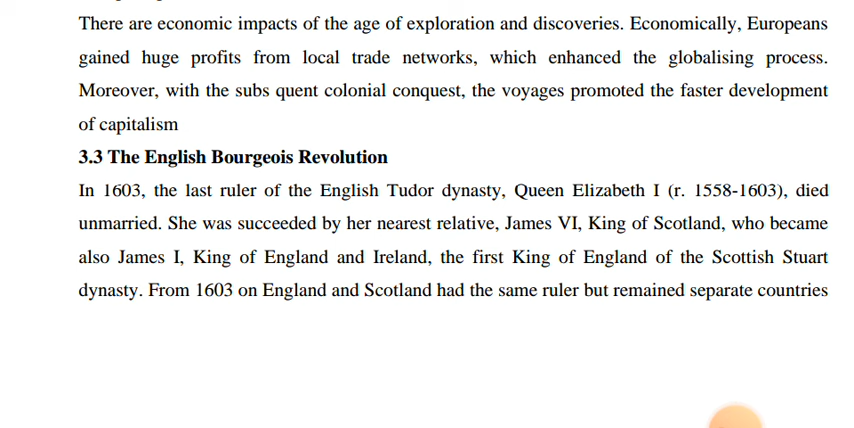 There are economic impacts of the age of exploration and discoveries. Economically, Europeans
gained huge profits from local trade networks, which enhanced the globalising process.
Moreover, with the subs quent colonial conquest, the voyages promoted the faster development
of capitalism
3.3 The English Bourgeois Revolution
In 1603, the last ruler of the English Tudor dynasty, Queen Elizabeth I (r. 1558-1603), died
unmarried. She was succeeded by her nearest relative, James VI, King of Scotland, who became
also James I, King of England and Ireland, the first King of England of the Scottish Stuart
dynasty. From 1603 on England and Scotland had the same ruler but remained separate countries